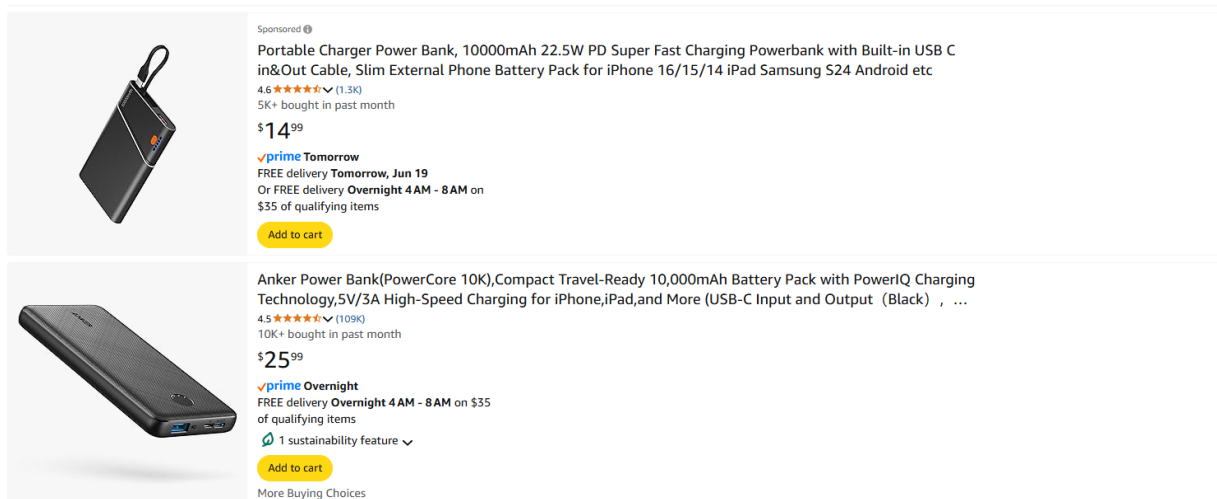 Sponsored
Portable Charger Power Bank, 10000mAh 22.5W PD Super Fast Charging Powerbank with Built-in USB C
in&Out Cable, Slim External Phone Battery Pack for iPhone 16/15/14 iPad Samsung S24 Android etc
4.6 (1.3K)
5K+ bought in past month
$14.99
prime Tomorrow
FREE delivery Tomorrow, Jun 19
Or FREE delivery Overnight 4 AM - 8 AM on
$35 of qualifying items
Add to cart
Anker Power Bank(PowerCore 10K),Compact Travel-Ready 10,000mAh Battery Pack with PowerIQ Charging
Technology,5V/3A High-Speed Charging for iPhone,iPad,and More (USB-C Input and Output（Black）, …
4.5 (109K)
10K+ bought in past month
$25.99
prime Overnight
FREE delivery Overnight 4 AM - 8 AM on $35
of qualifying items
1 sustainability feature
Add to cart
More Buying Choices
ANKER